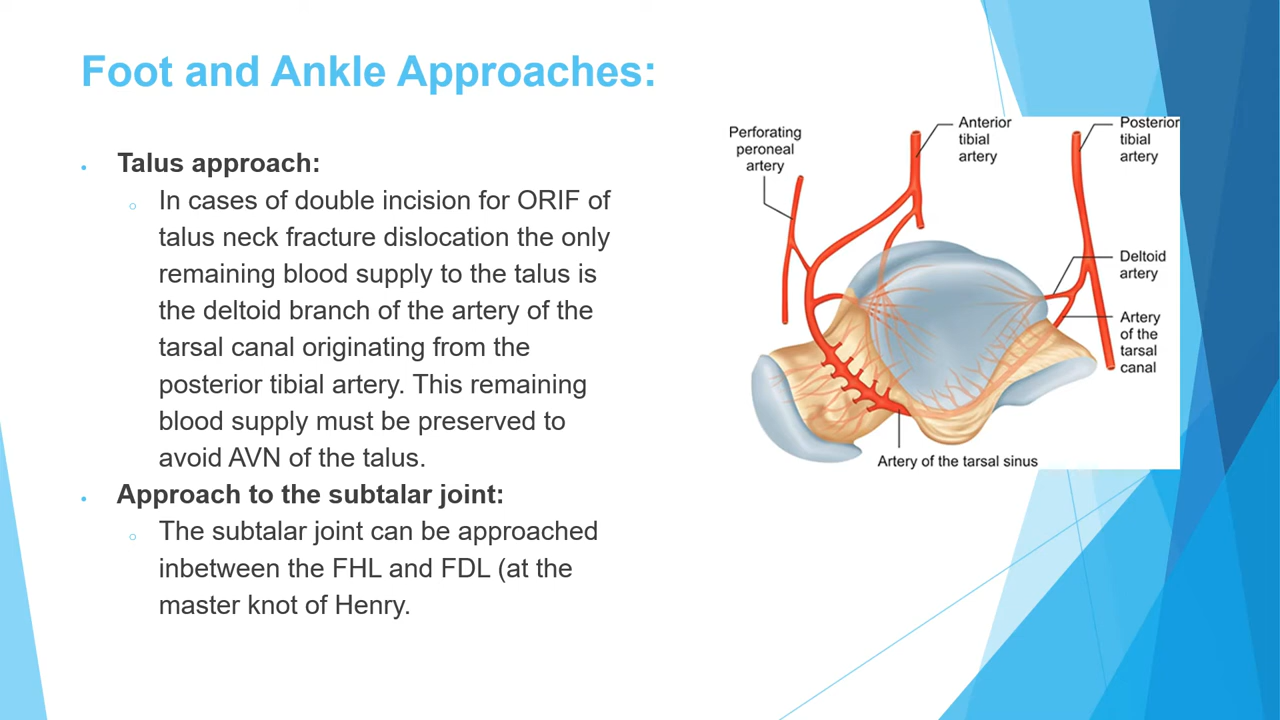 Foot and Ankle Approaches:
• Talus approach:
○ In cases of double incision for ORIF of
talus neck fracture dislocation the only
remaining blood supply to the talus is
the deltoid branch of the artery of the
tarsal canal originating from the
posterior tibial artery. This remaining
blood supply must be preserved to
avoid AVN of the talus.
• Approach to the subtalar joint:
○ The subtalar joint can be approached
inbetween the FHL and FDL (at the
master knot of Henry.
Perforating
peroneal
artery
Anterior
tibial
artery
Posterior
tibial
artery
Deltoid
artery
Artery
of the
tarsal
canal
Artery of the tarsal sinus